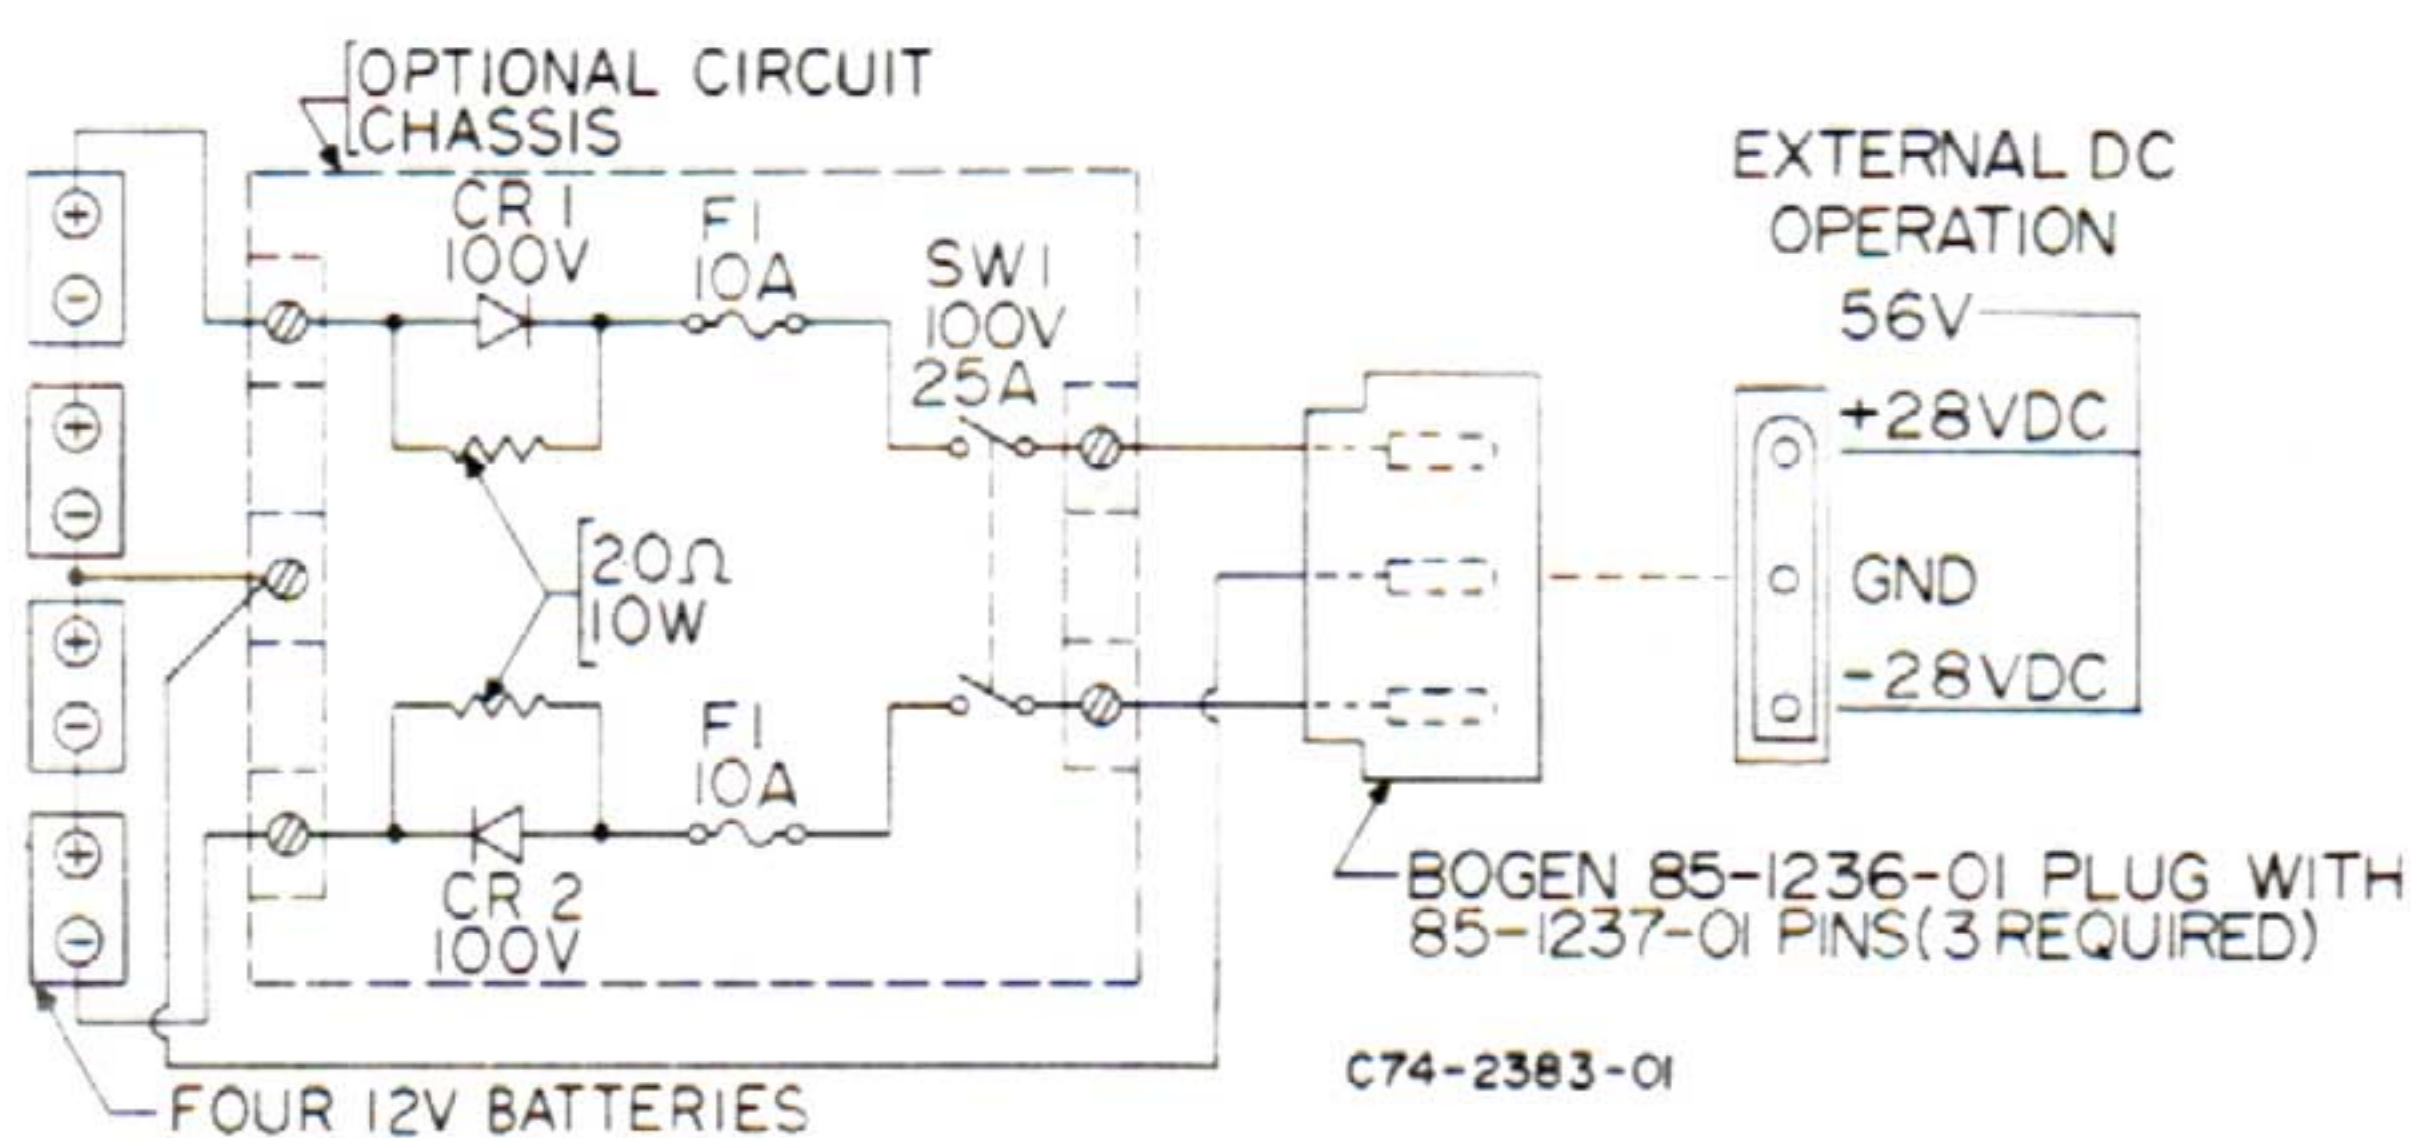 OPTIONAL CIRCUIT
CHASSIS
CR 1
100V
F1
10A
SW1
100V
25A
EXTERNAL DC
OPERATION
56V
+28VDC
GND
-28VDC
+
-
+
-
+
-
+
-
20Ω
10W
F1
10A
CR 2
100V
BOGEN 85-1236-01 PLUG WITH
85-1237-01 PINS(3 REQUIRED)
C74-2383-01
FOUR 12V BATTERIES